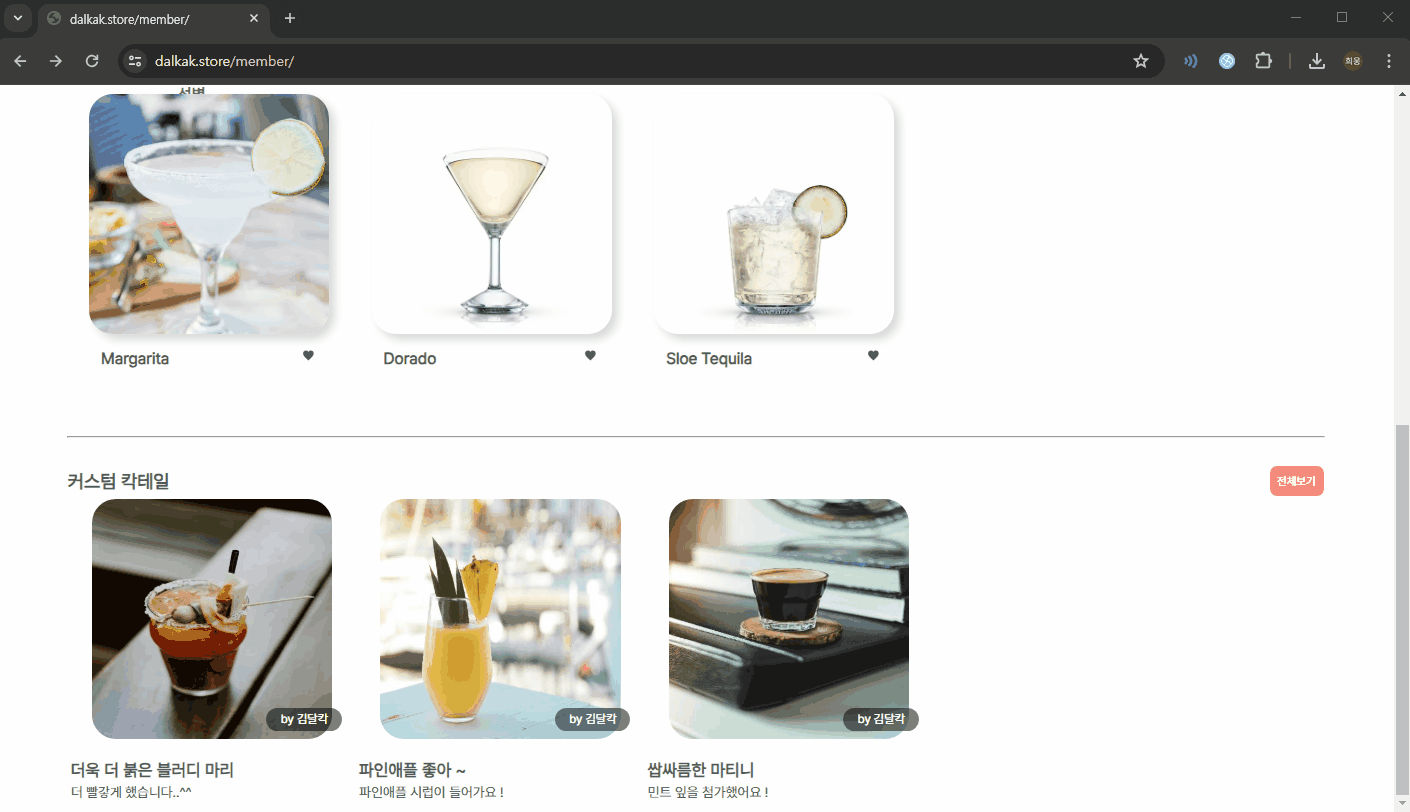 dalkak.store/member/
dalkak.store/member/
희웅
Margarita
Dorado
Sloe Tequila
커스텀 칵테일
전체보기
by 김달칵
by 김달칵
by 김달칵
더욱 더 붉은 블러디 마리
파인애플 좋아 ~
쌉싸름한 마티니
더 빨갛게 했습니다..^^
파인애플 시럽이 들어가요 !
민트 잎을 첨가했어요 !